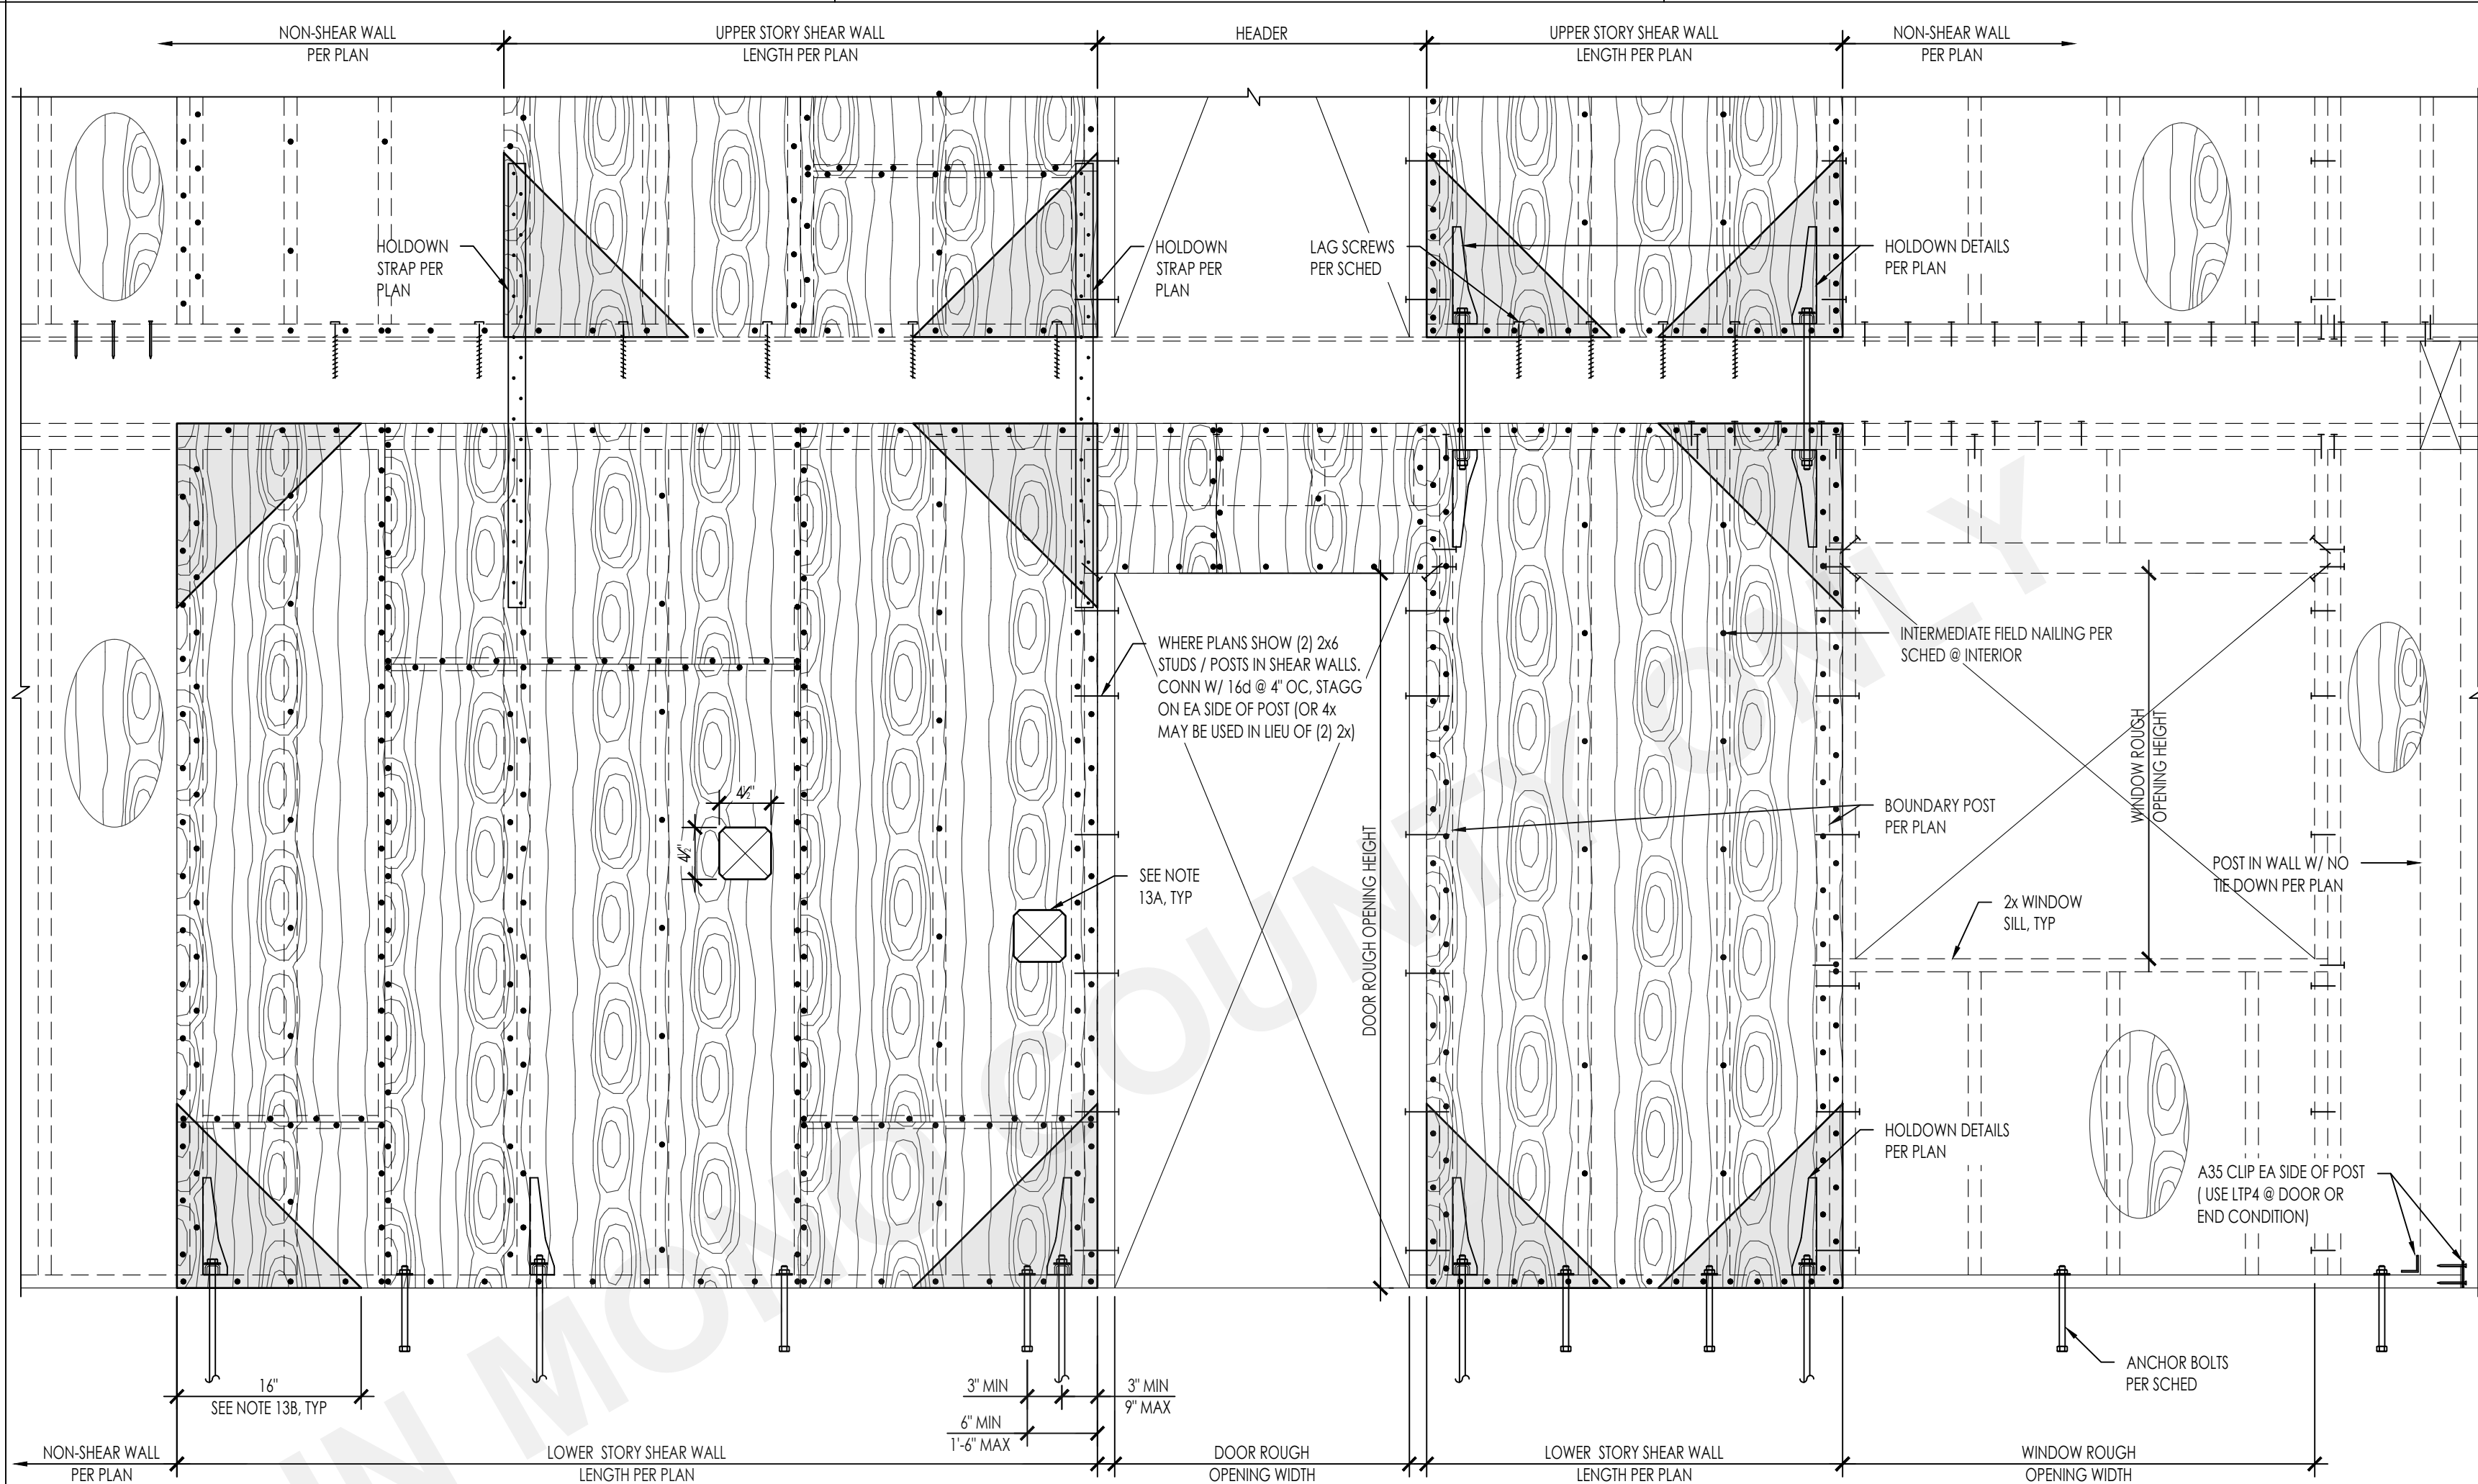 NON-SHEAR WALL
PER PLAN
UPPER STORY SHEAR WALL
LENGTH PER PLAN
HEADER
UPPER STORY SHEAR WALL
LENGTH PER PLAN
NON-SHEAR WALL
PER PLAN
HOLDOWN
STRAP PER
PLAN
HOLDOWN
STRAP PER
PLAN
LAG SCREWS
PER SCHED
HOLDOWN DETAILS
PER PLAN
WHERE PLANS SHOW (2) 2x6
STUDS / POSTS IN SHEAR WALLS.
CONN W/ 16d @ 4" OC, STAGG
ON EA SIDE OF POST (OR 4x
MAY BE USED IN LIEU OF (2) 2x)
INTERMEDIATE FIELD NAILING PER
SCHED @ INTERIOR
WINDOW ROUGH
OPENING HEIGHT
4½"
4½"
BOUNDARY POST
PER PLAN
DOOR ROUGH OPENING HEIGHT
POST IN WALL W/ NO
TIE DOWN PER PLAN
SEE NOTE
13A, TYP
2x WINDOW
SILL, TYP
HOLDOWN DETAILS
PER PLAN
A35 CLIP EA SIDE OF POST
( USE LTP4 @ DOOR OR
END CONDITION)
ANCHOR BOLTS
PER SCHED
16"
SEE NOTE 13B, TYP
3" MIN
3" MIN
9" MAX
6" MIN
1'-6" MAX
NON-SHEAR WALL
PER PLAN
LOWER STORY SHEAR WALL
LENGTH PER PLAN
DOOR ROUGH
OPENING WIDTH
LOWER STORY SHEAR WALL
LENGTH PER PLAN
WINDOW ROUGH
OPENING WIDTH
IN MONO COUNTY ONLY